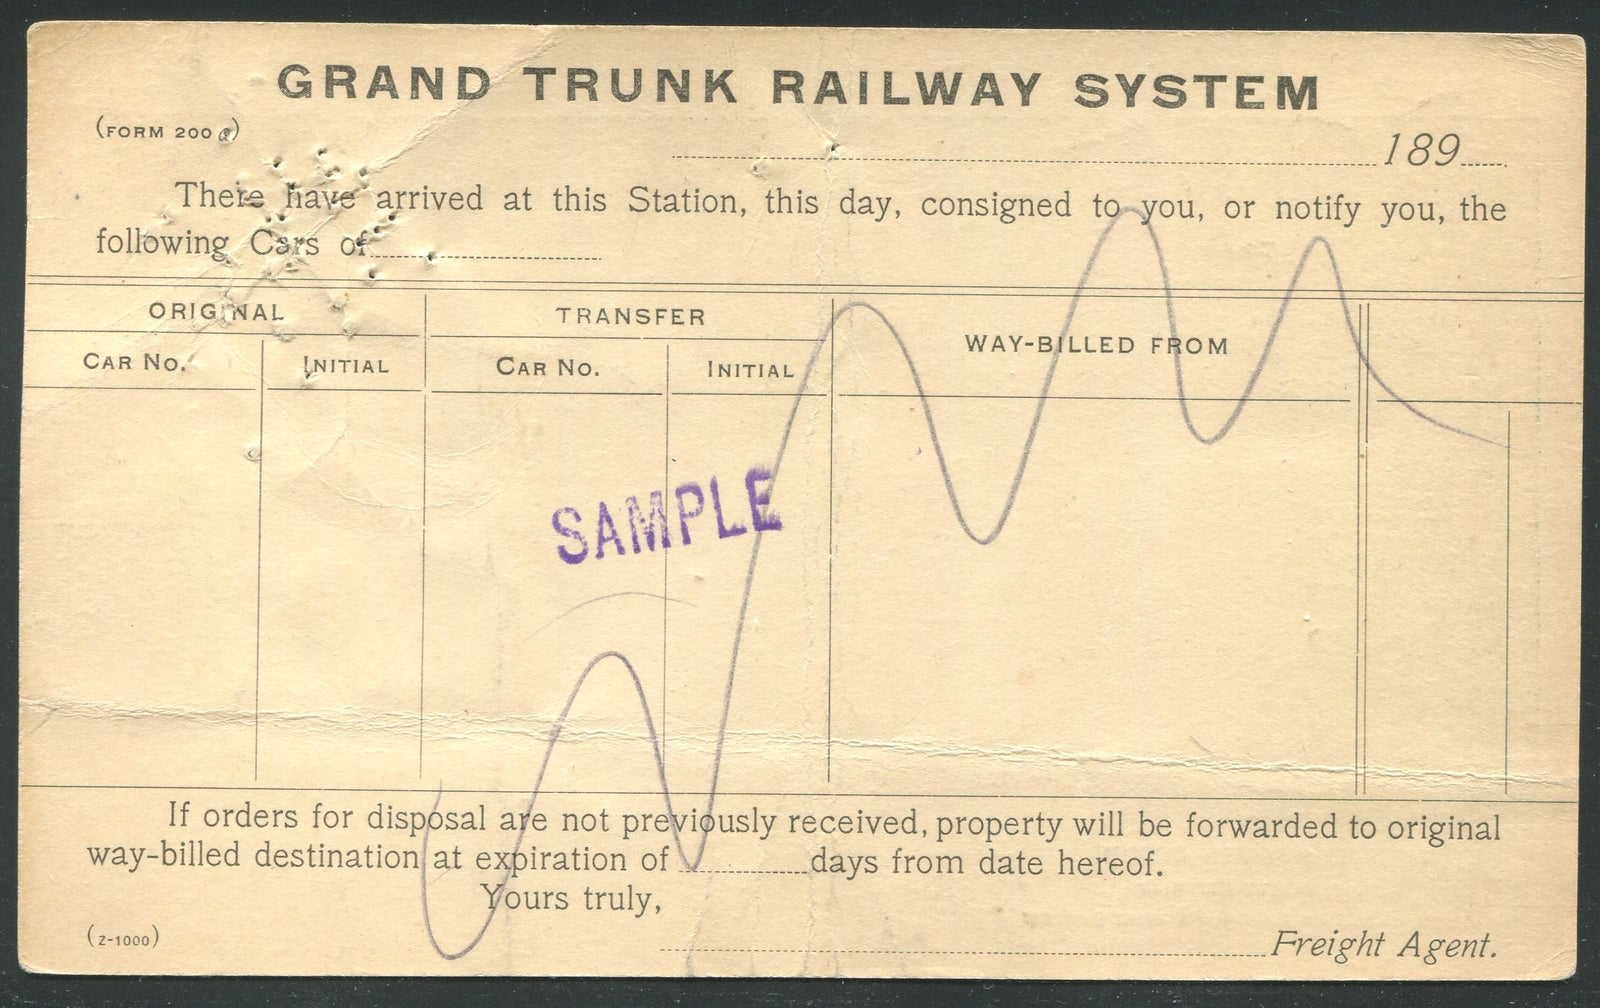 GRAND TRUNK RAILWAY SYSTEM
(FORM 200 a)
189
There have arrived at this Station, this day, consigned to you, or notify you, the
following Cars of
ORIGINAL TRANSFER WAY-BILLED FROM
CAR NO. INITIAL CAR NO. INITIAL
SAMPLE
If orders for disposal are not previously received, property will be forwarded to original
way-billed destination at expiration of days from date hereof.
Yours truly,
(Z-1000)
Freight Agent.